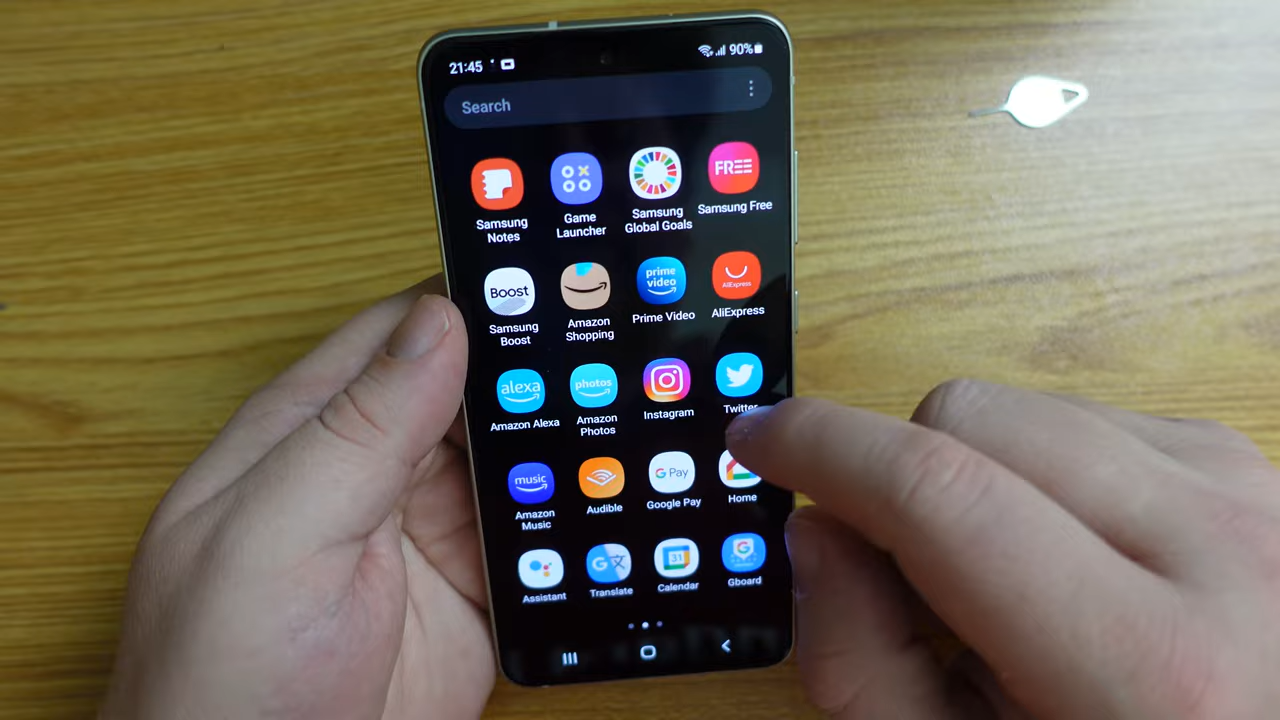 21:45
90%
Search
FREE
Samsung
Notes
Game
Launcher
Samsung
Global Goals
Samsung Free
Boost
prime
video
AliExpress
Samsung
Boost
Amazon
Shopping
Prime Video
AliExpress
alexa
photos
Amazon Alexa
Amazon
Photos
Instagram
Twitter
music
G Pay
Amazon
Music
Audible
Google Pay
Home
G
31
G
Assistant
Translate
Calendar
Gboard